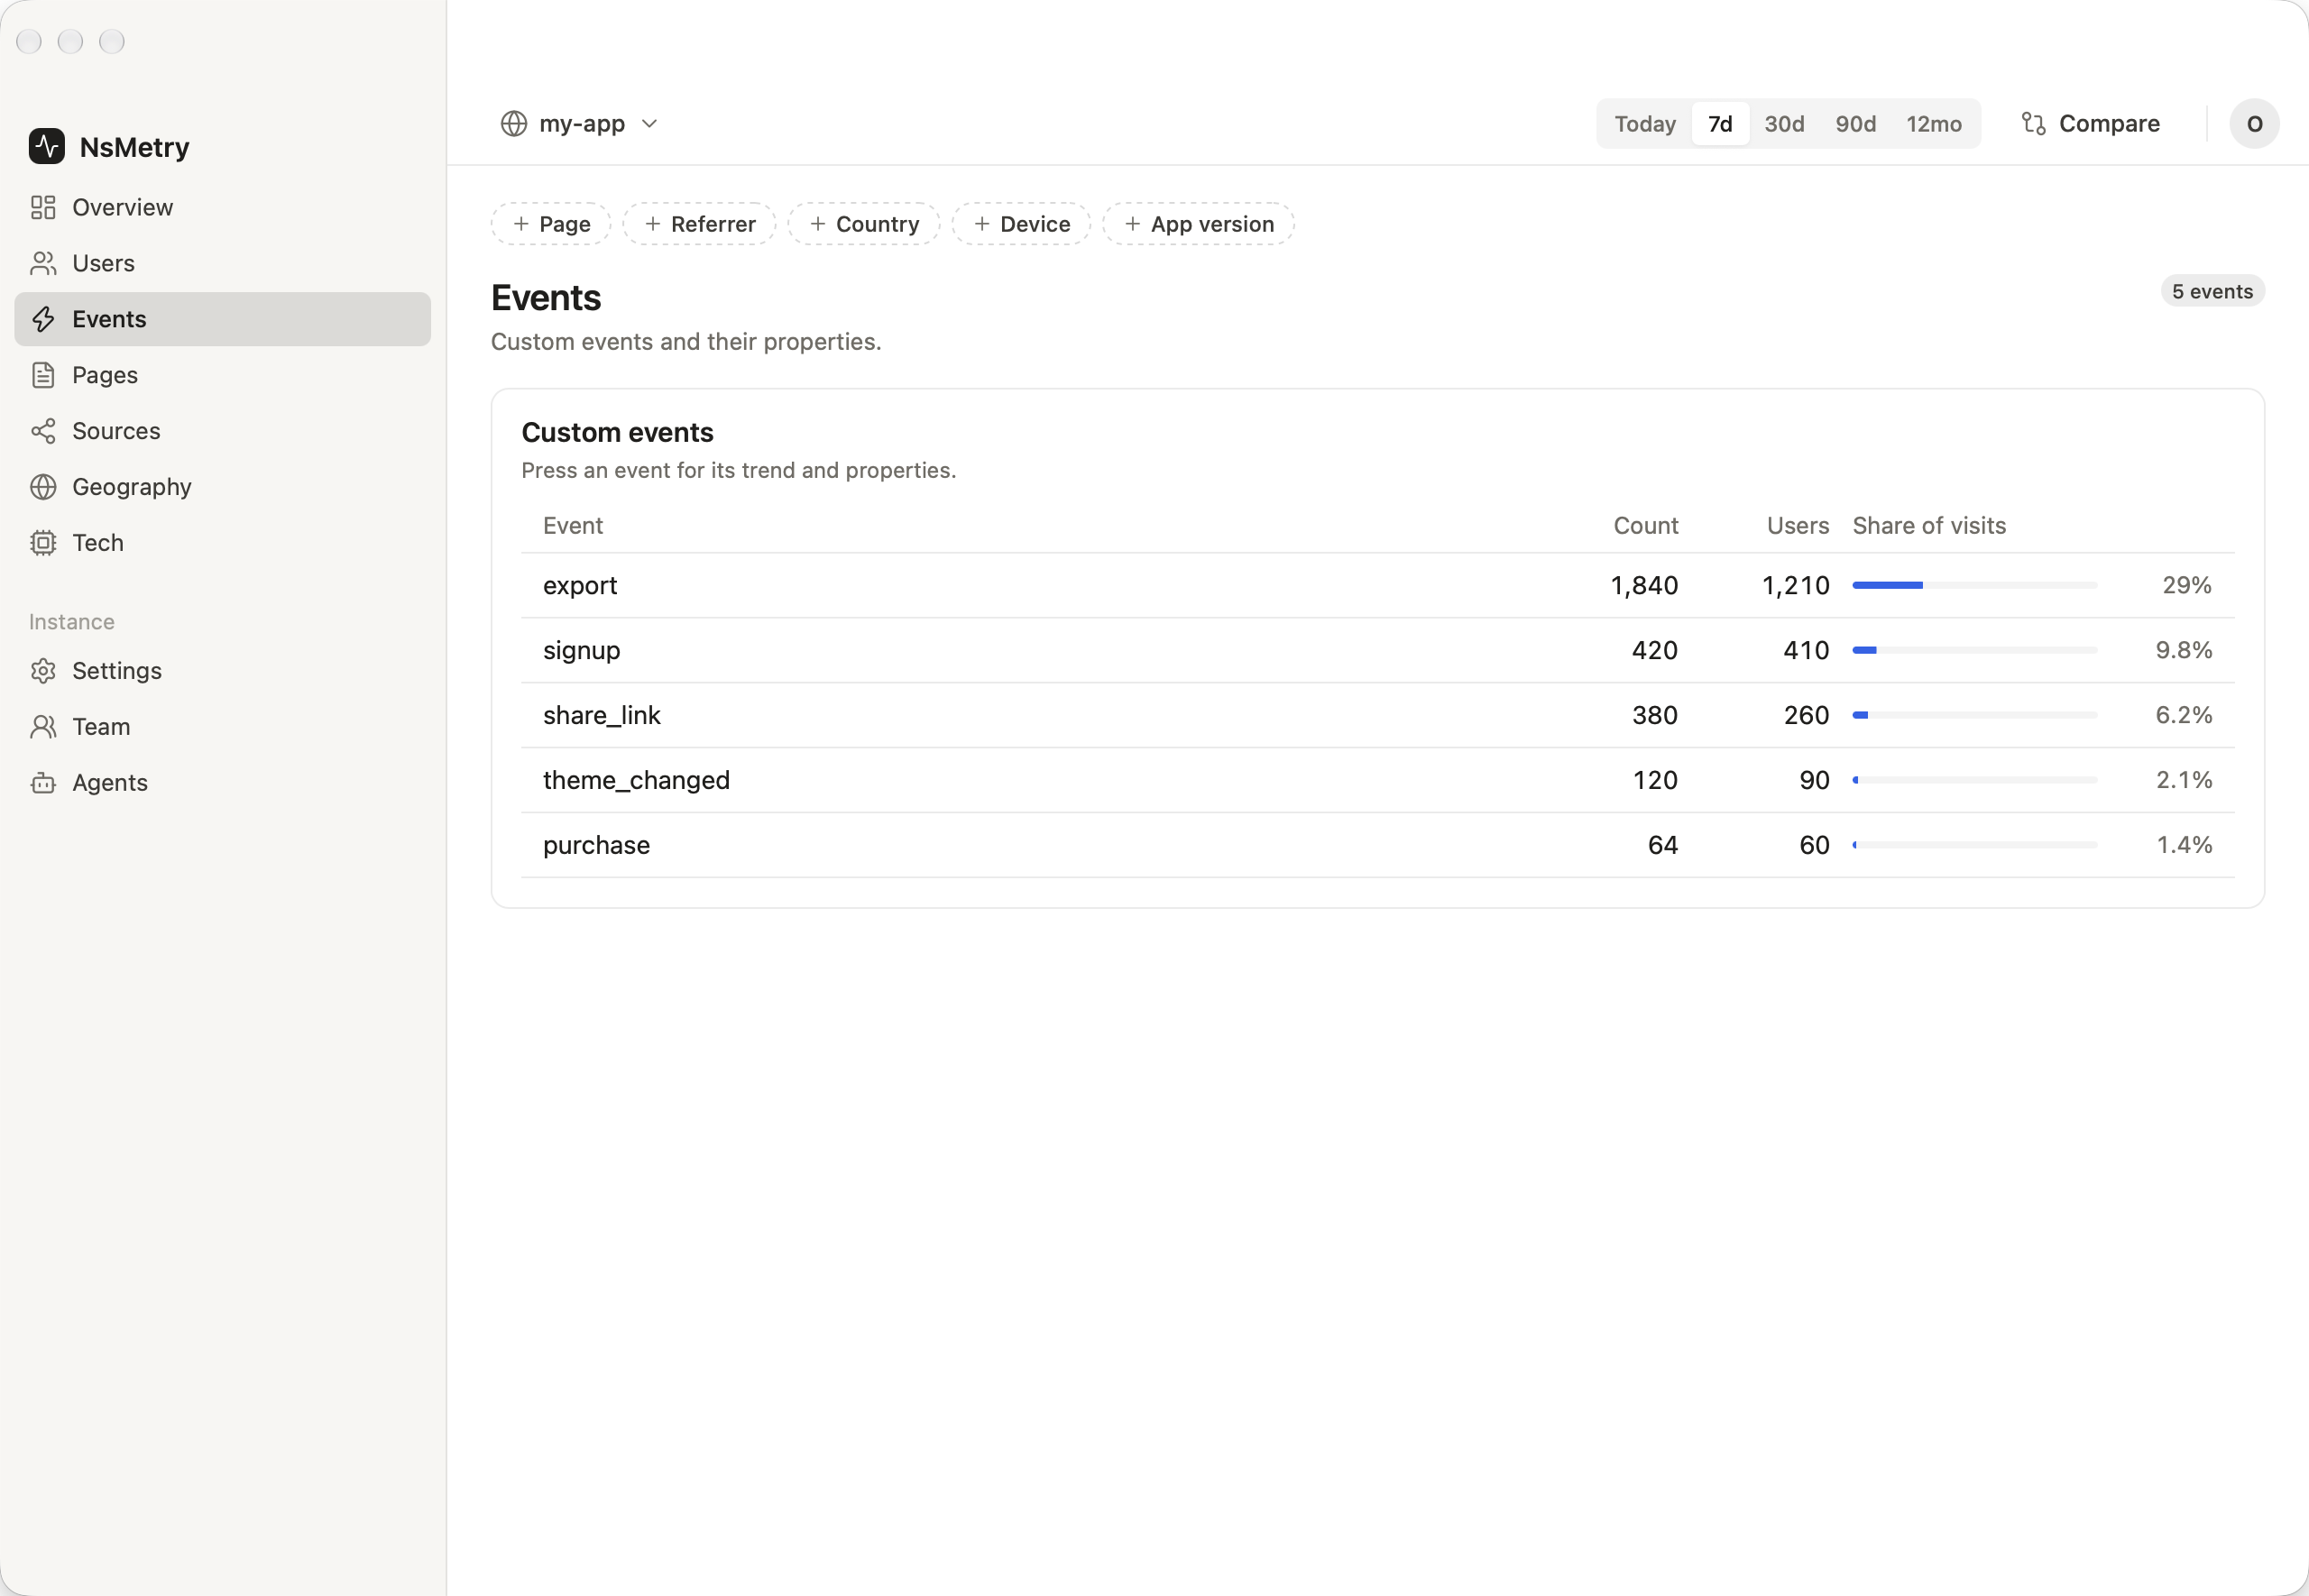 NsMetry
Overview
Users
Events
Pages
Sources
Geography
Tech
Instance
Settings
Team
Agents
my-app
Today 7d 30d 90d 12mo Compare O
+ Page + Referrer + Country + Device + App version
Events
5 events
Custom events and their properties.
Custom events
Press an event for its trend and properties.
Event Count Users Share of visits
export 1,840 1,210 29%
signup 420 410 9.8%
share_link 380 260 6.2%
theme_changed 120 90 2.1%
purchase 64 60 1.4%